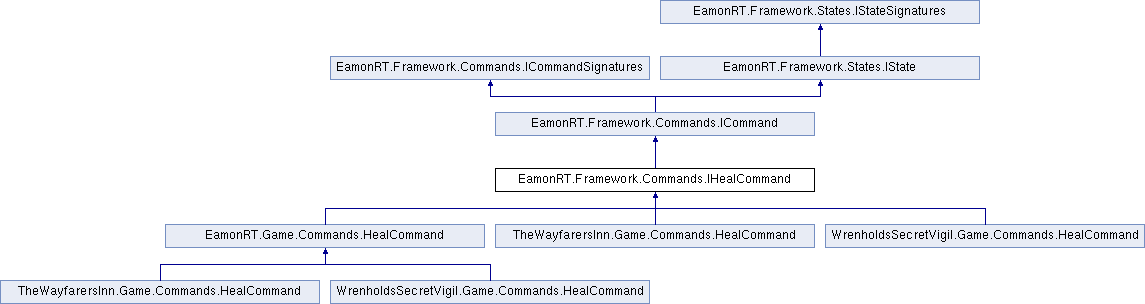 EamonRT.Framework.States.IStateSignatures
EamonRT.Framework.Commands.ICommandSignatures
EamonRT.Framework.States.IState
EamonRT.Framework.Commands.ICommand
EamonRT.Framework.Commands.IHealCommand
EamonRT.Game.Commands.HealCommand
TheWayfarersInn.Game.Commands.HealCommand
WrenholdsSecretVigil.Game.Commands.HealCommand
TheWayfarersInn.Game.Commands.HealCommand
WrenholdsSecretVigil.Game.Commands.HealCommand